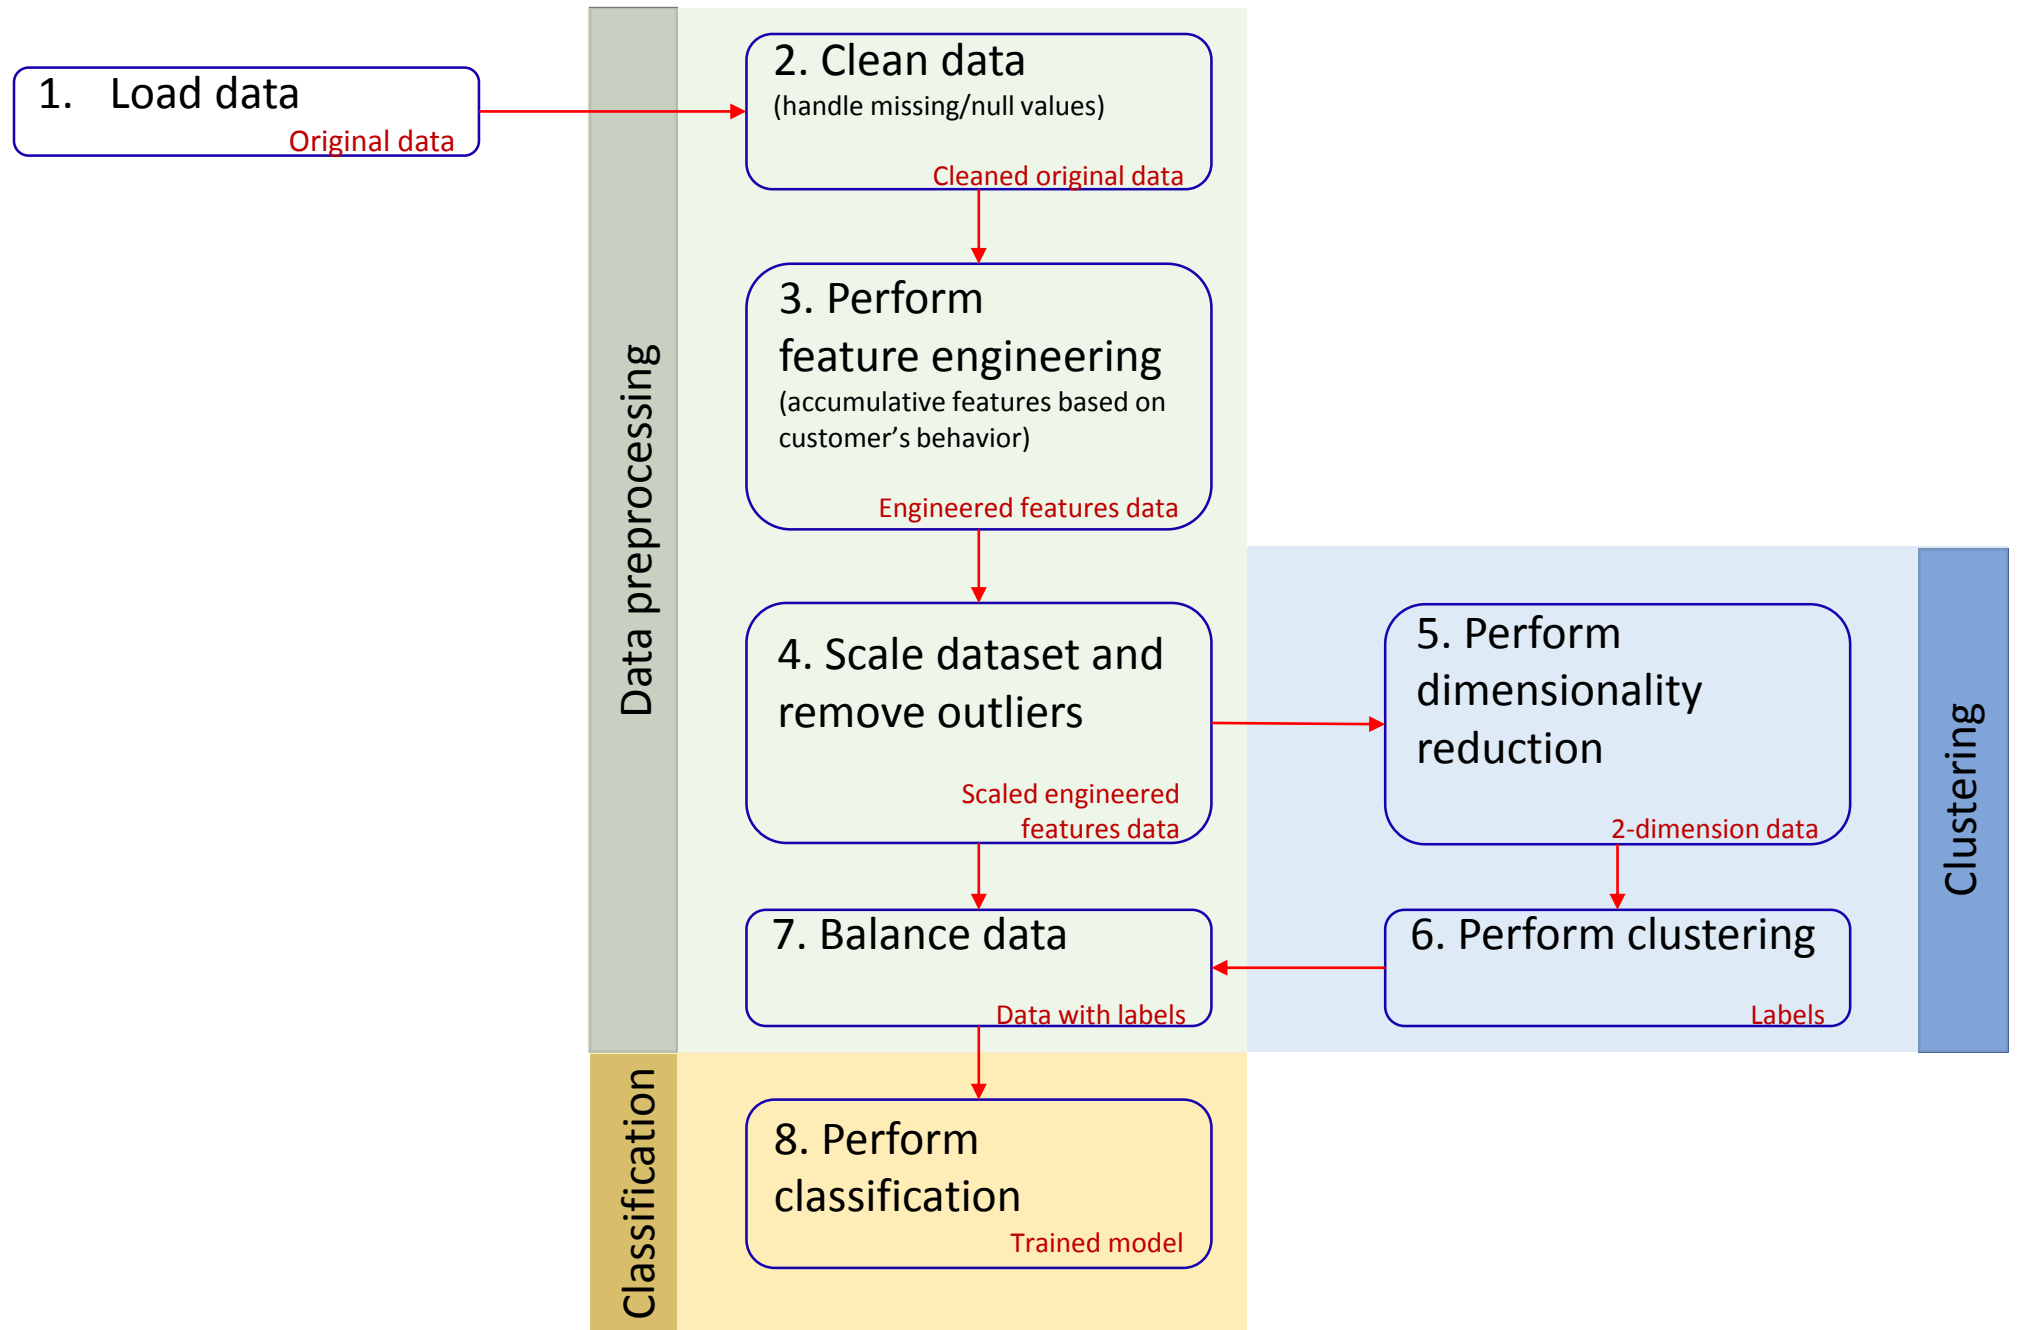 1. Load data
Original data
Data preprocessing
2. Clean data
(handle missing/null values)
Cleaned original data
3. Perform
feature engineering
(accumulative features based on
customer’s behavior)
Engineered features data
4. Scale dataset and
remove outliers
Scaled engineered
features data
Clustering
5. Perform
dimensionality
reduction
2-dimension data
6. Perform clustering
Labels
7. Balance data
Data with labels
Classification
8. Perform
classification
Trained model